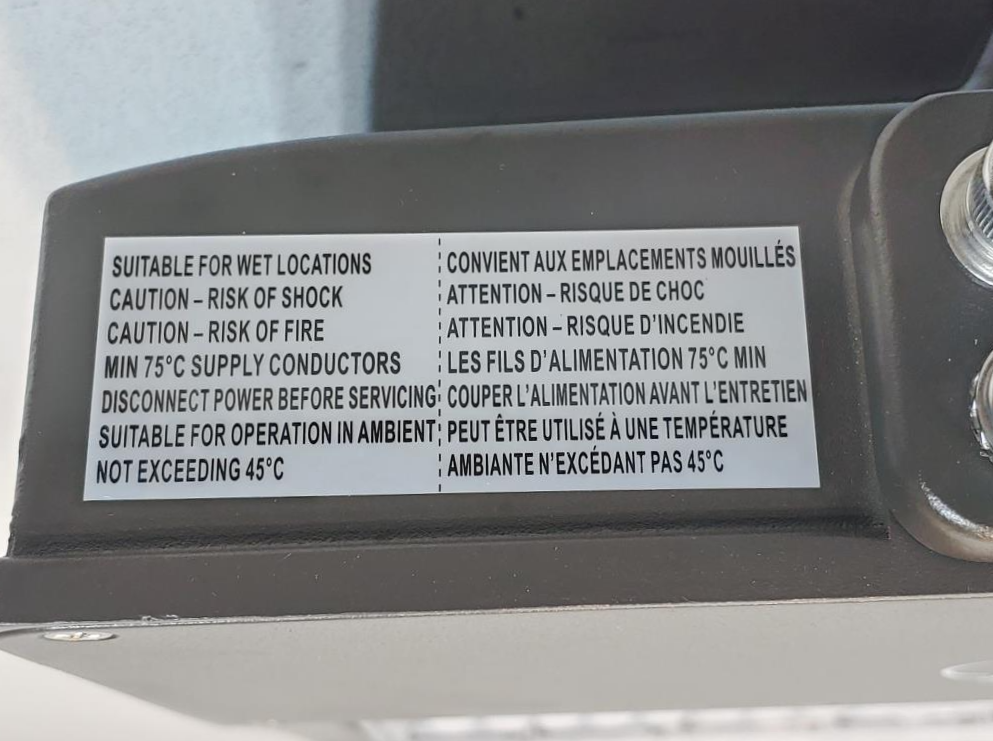 SUITABLE FOR WET LOCATIONS
CAUTION – RISK OF SHOCK
CAUTION – RISK OF FIRE
MIN 75°C SUPPLY CONDUCTORS
DISCONNECT POWER BEFORE SERVICING
SUITABLE FOR OPERATION IN AMBIENT
NOT EXCEEDING 45°C
CONVIENT AUX EMPLACEMENTS MOUILLÉS
ATTENTION – RISQUE DE CHOC
ATTENTION – RISQUE D'INCENDIE
LES FILS D'ALIMENTATION 75°C MIN
COUPER L'ALIMENTATION AVANT L'ENTRETIEN
PEUT ÊTRE UTILISÉ À UNE TEMPÉRATURE
AMBIANTE N'EXCÉDANT PAS 45°C